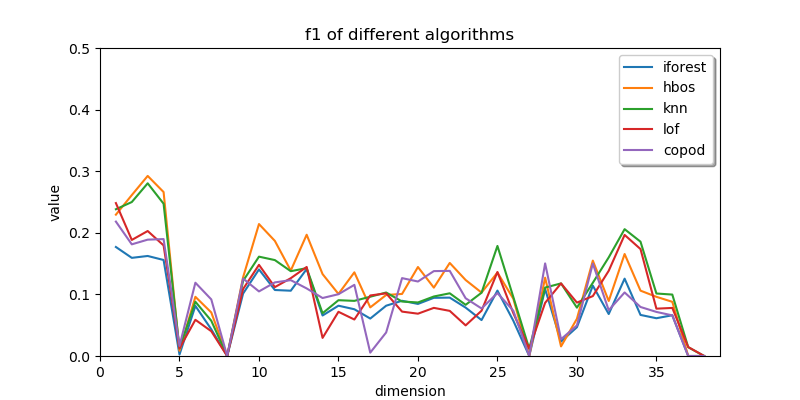 f1 of different algorithms
0.5
0.4
0.3
0.2
0.1
0.0
value
iforest
hbos
knn
lof
copod
0 5 10 15 20 25 30 35
dimension